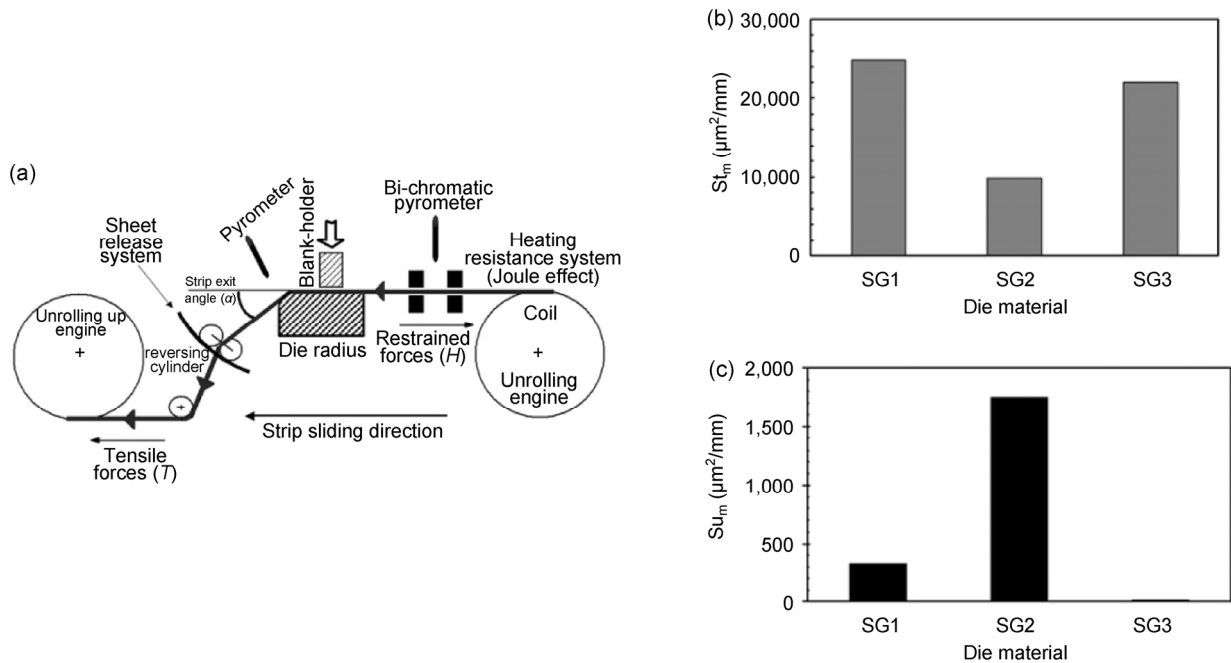 (a)
Sheet
release
system
Pyrometer
Blank-holder
Bi-chromatic
pyrometer
Heating
resistance system
(Joule effect)
Strip exit
angle (α)
Unrolling up
engine
+
reversing
cylinder
Die radius
Restrained
forces (H)
Coil
+
Unrolling
engine
+
Strip sliding direction
Tensile
forces (T)
(b)
30,000
20,000
10,000
0
Stₘ (µm²/mm)
SG1 SG2 SG3
Die material
(c)
2,000
1,500
1,000
500
0
Suₘ (µm²/mm)
SG1 SG2 SG3
Die material